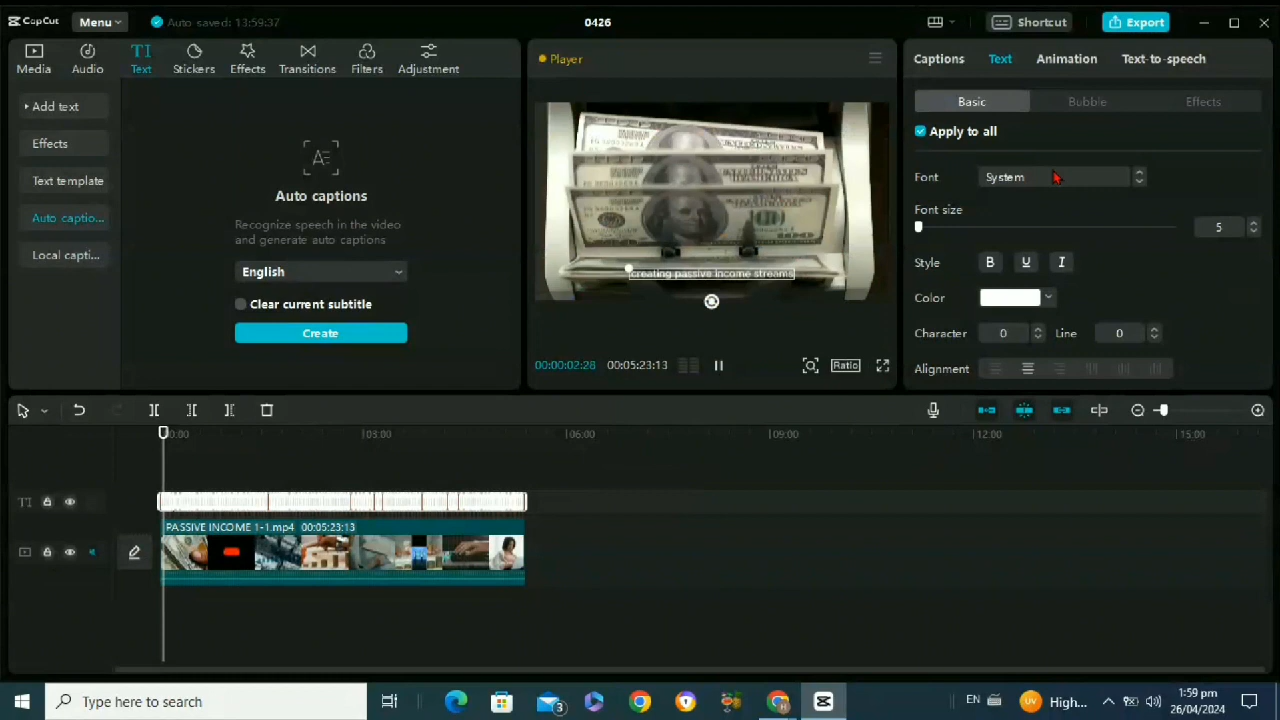 CapCut
Menu
Auto saved: 13:59:37
0426
Shortcut
Export
Media
Audio
TI
Text
Stickers
Effects
Transitions
Filters
Adjustment
Add text
Effects
Text template
Auto captio...
Local capti...
A
Auto captions
Recognize speech in the video
and generate auto captions
English
Clear current subtitle
Create
Player
100
creating passive income streams
00:00:02:28
00:05:23:13
Ratio
Captions
Text
Animation
Text-to-speech
Basic
Bubble
Effects
Apply to all
Font
System
Font size
5
Style
B
U
I
Color
Character
0
Line
0
Alignment
00:00
03:00
06:00
09:00
12:00
15:00
TI
PASSIVE INCOME 1-1.mp4 00:05:23:13
Type here to search
3
H
UV
High...
EN
1:59 pm
26/04/2024